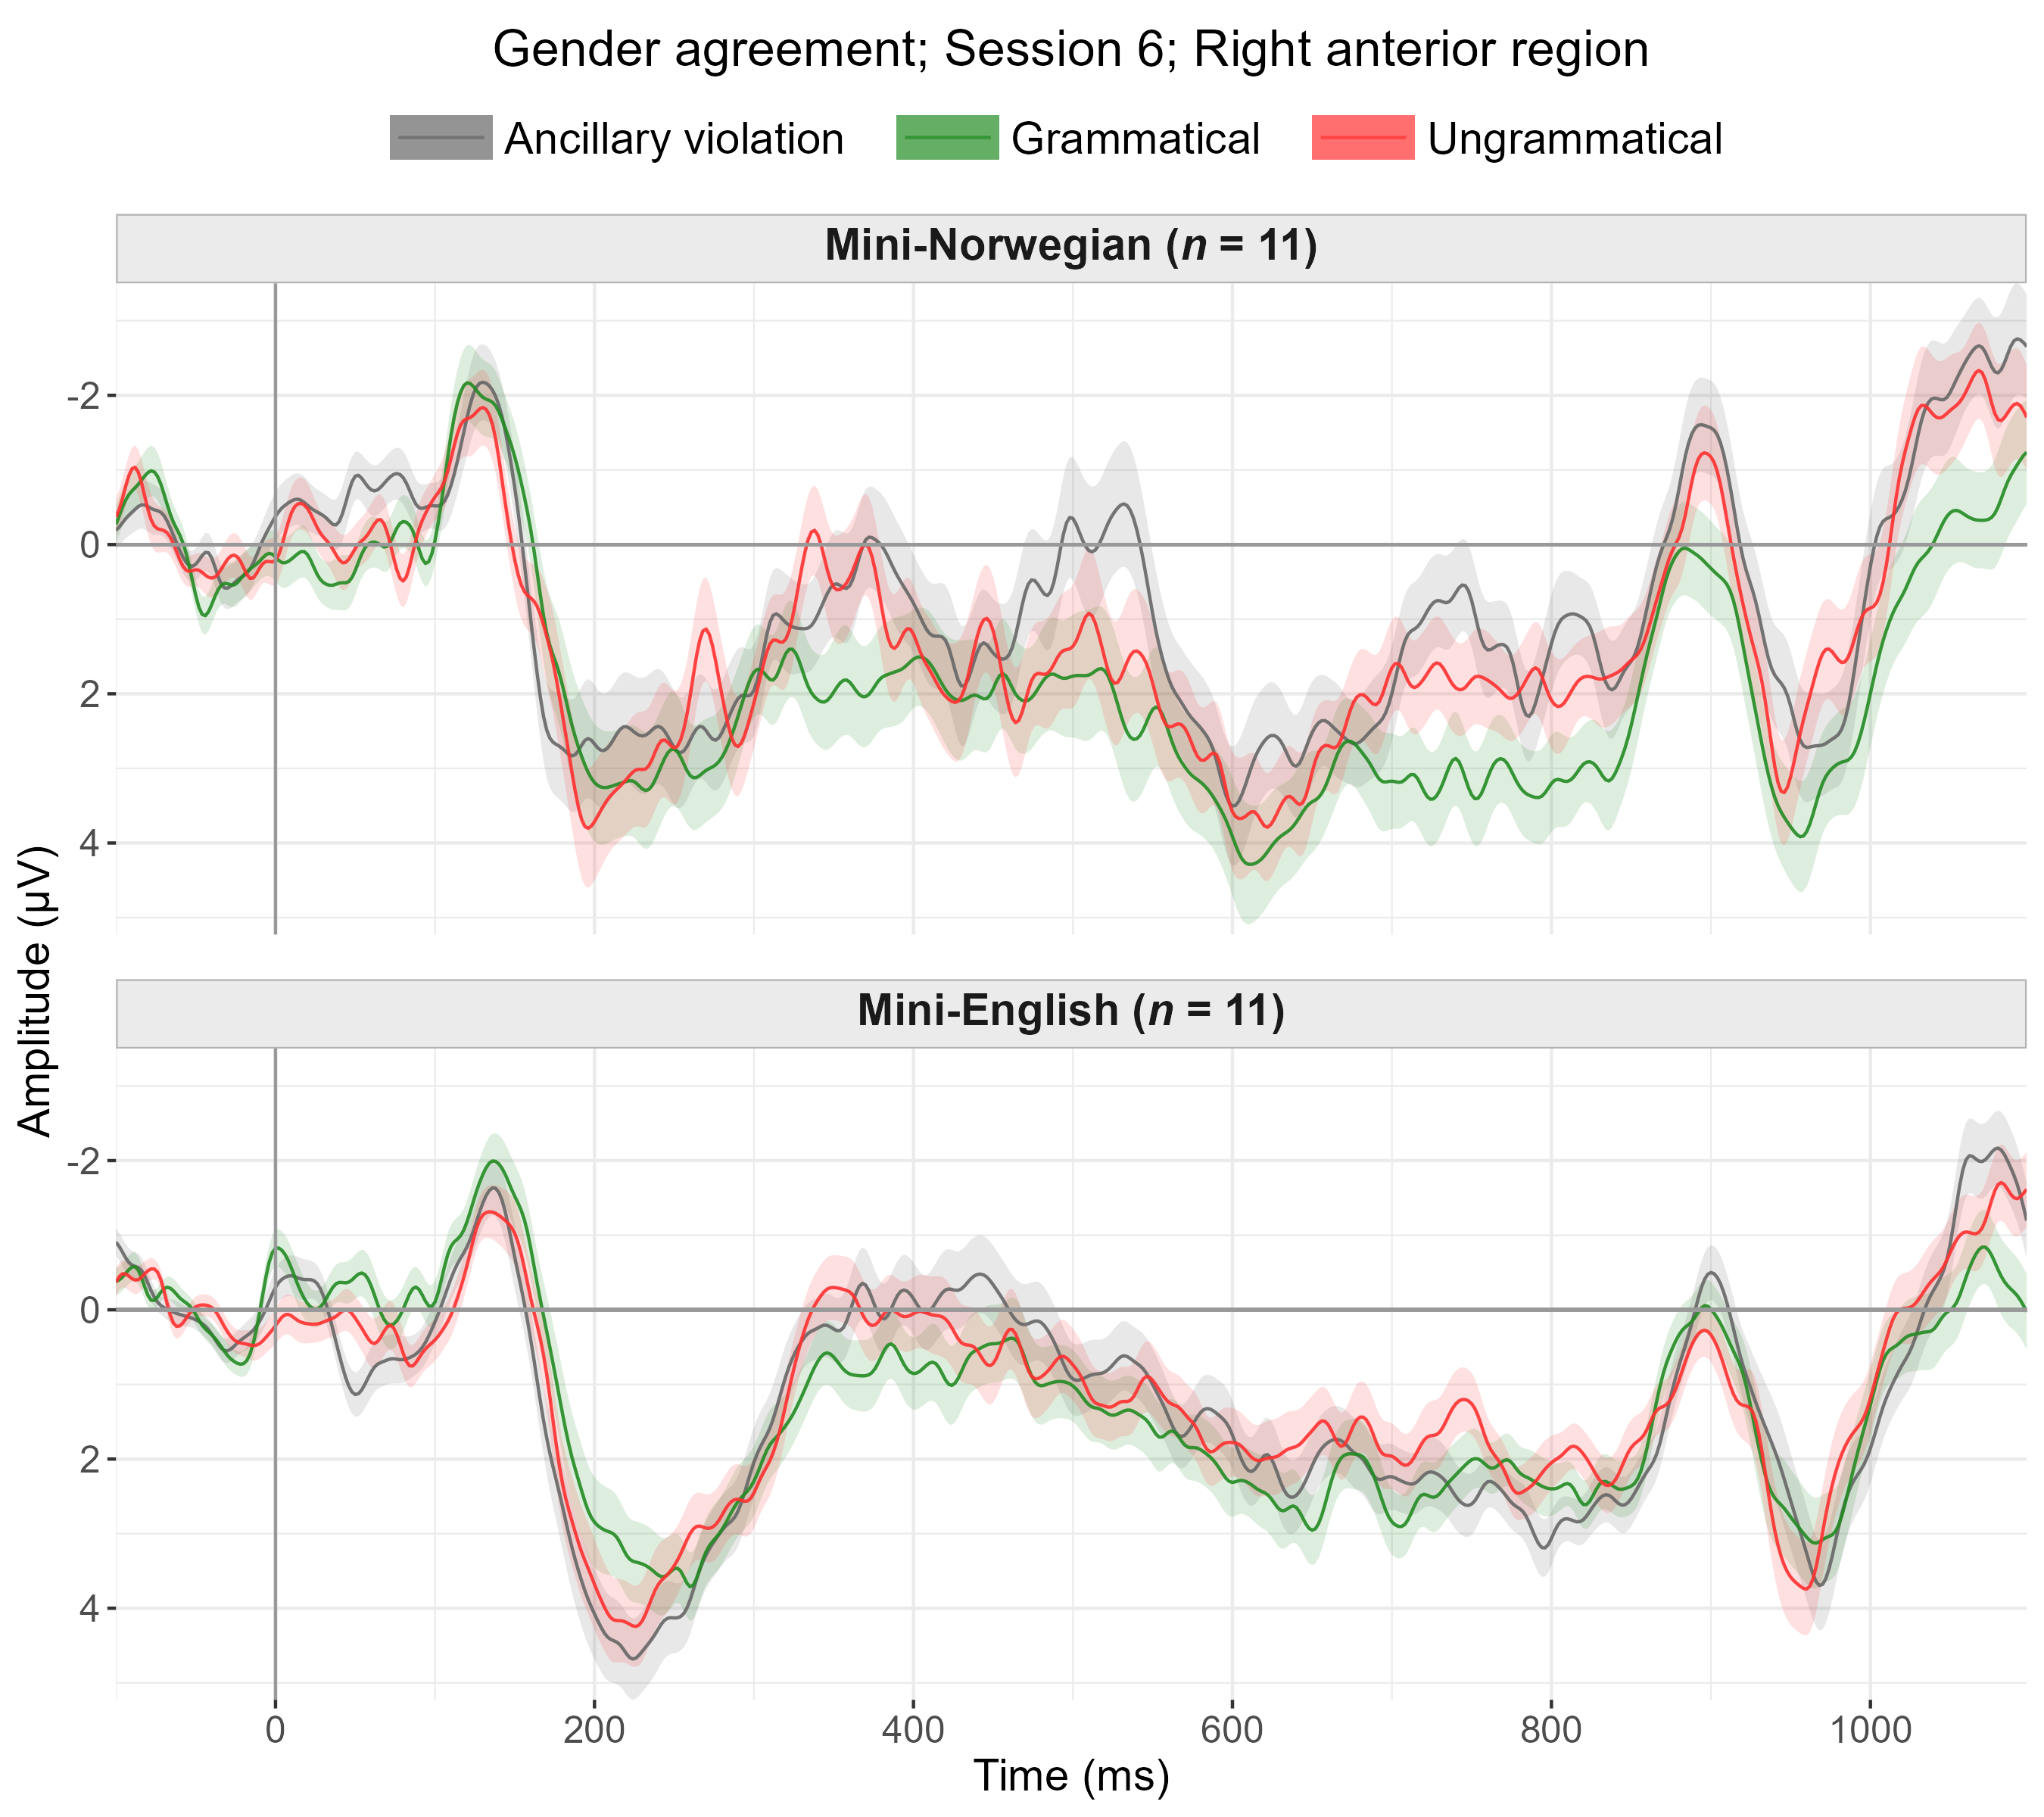 Gender agreement; Session 6; Right anterior region
Ancillary violation Grammatical Ungrammatical
Mini-Norwegian (n = 11)
-2
0
2
4
Amplitude (µV)
Mini-English (n = 11)
-2
0
2
4
0 200 400 600 800 1000
Time (ms)